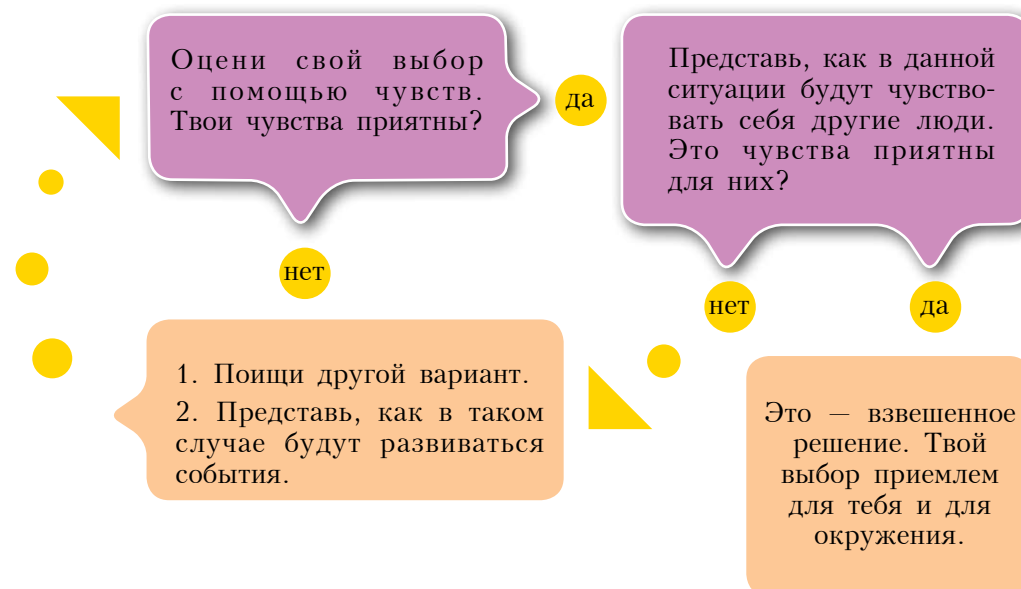 Оцени свой выбор
с помощью чувств.
Твои чувства приятны?
да
Представь, как в данной
ситуации будут чувство-
вать себя другие люди.
Это чувства приятны
для них?
нет
нет
да
1. Поищи другой вариант.
2. Представь, как в таком
случае будут развиваться
события.
Это — взвешенное
решение. Твой
выбор приемлем
для тебя и для
окружения.